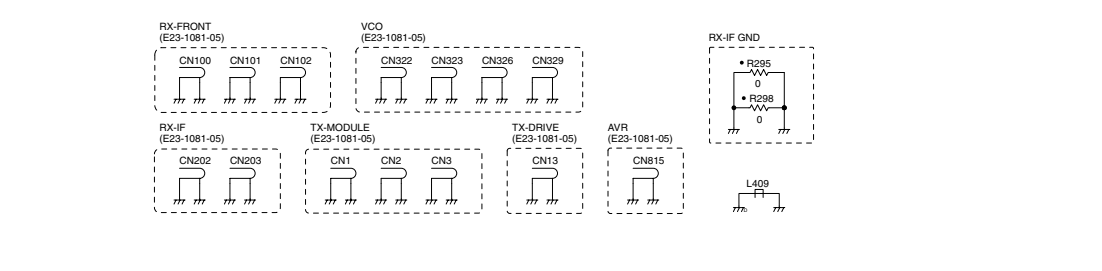 RX-FRONT
(E23-1081-05)
CN100 CN101 CN102
VCO
(E23-1081-05)
CN322 CN323 CN326 CN329
RX-IF GND
R295
0
R298
0
RX-IF
(E23-1081-05)
CN202 CN203
TX-MODULE
(E23-1081-05)
CN1 CN2 CN3
TX-DRIVE
(E23-1081-05)
CN13
AVR
(E23-1081-05)
CN815
L409